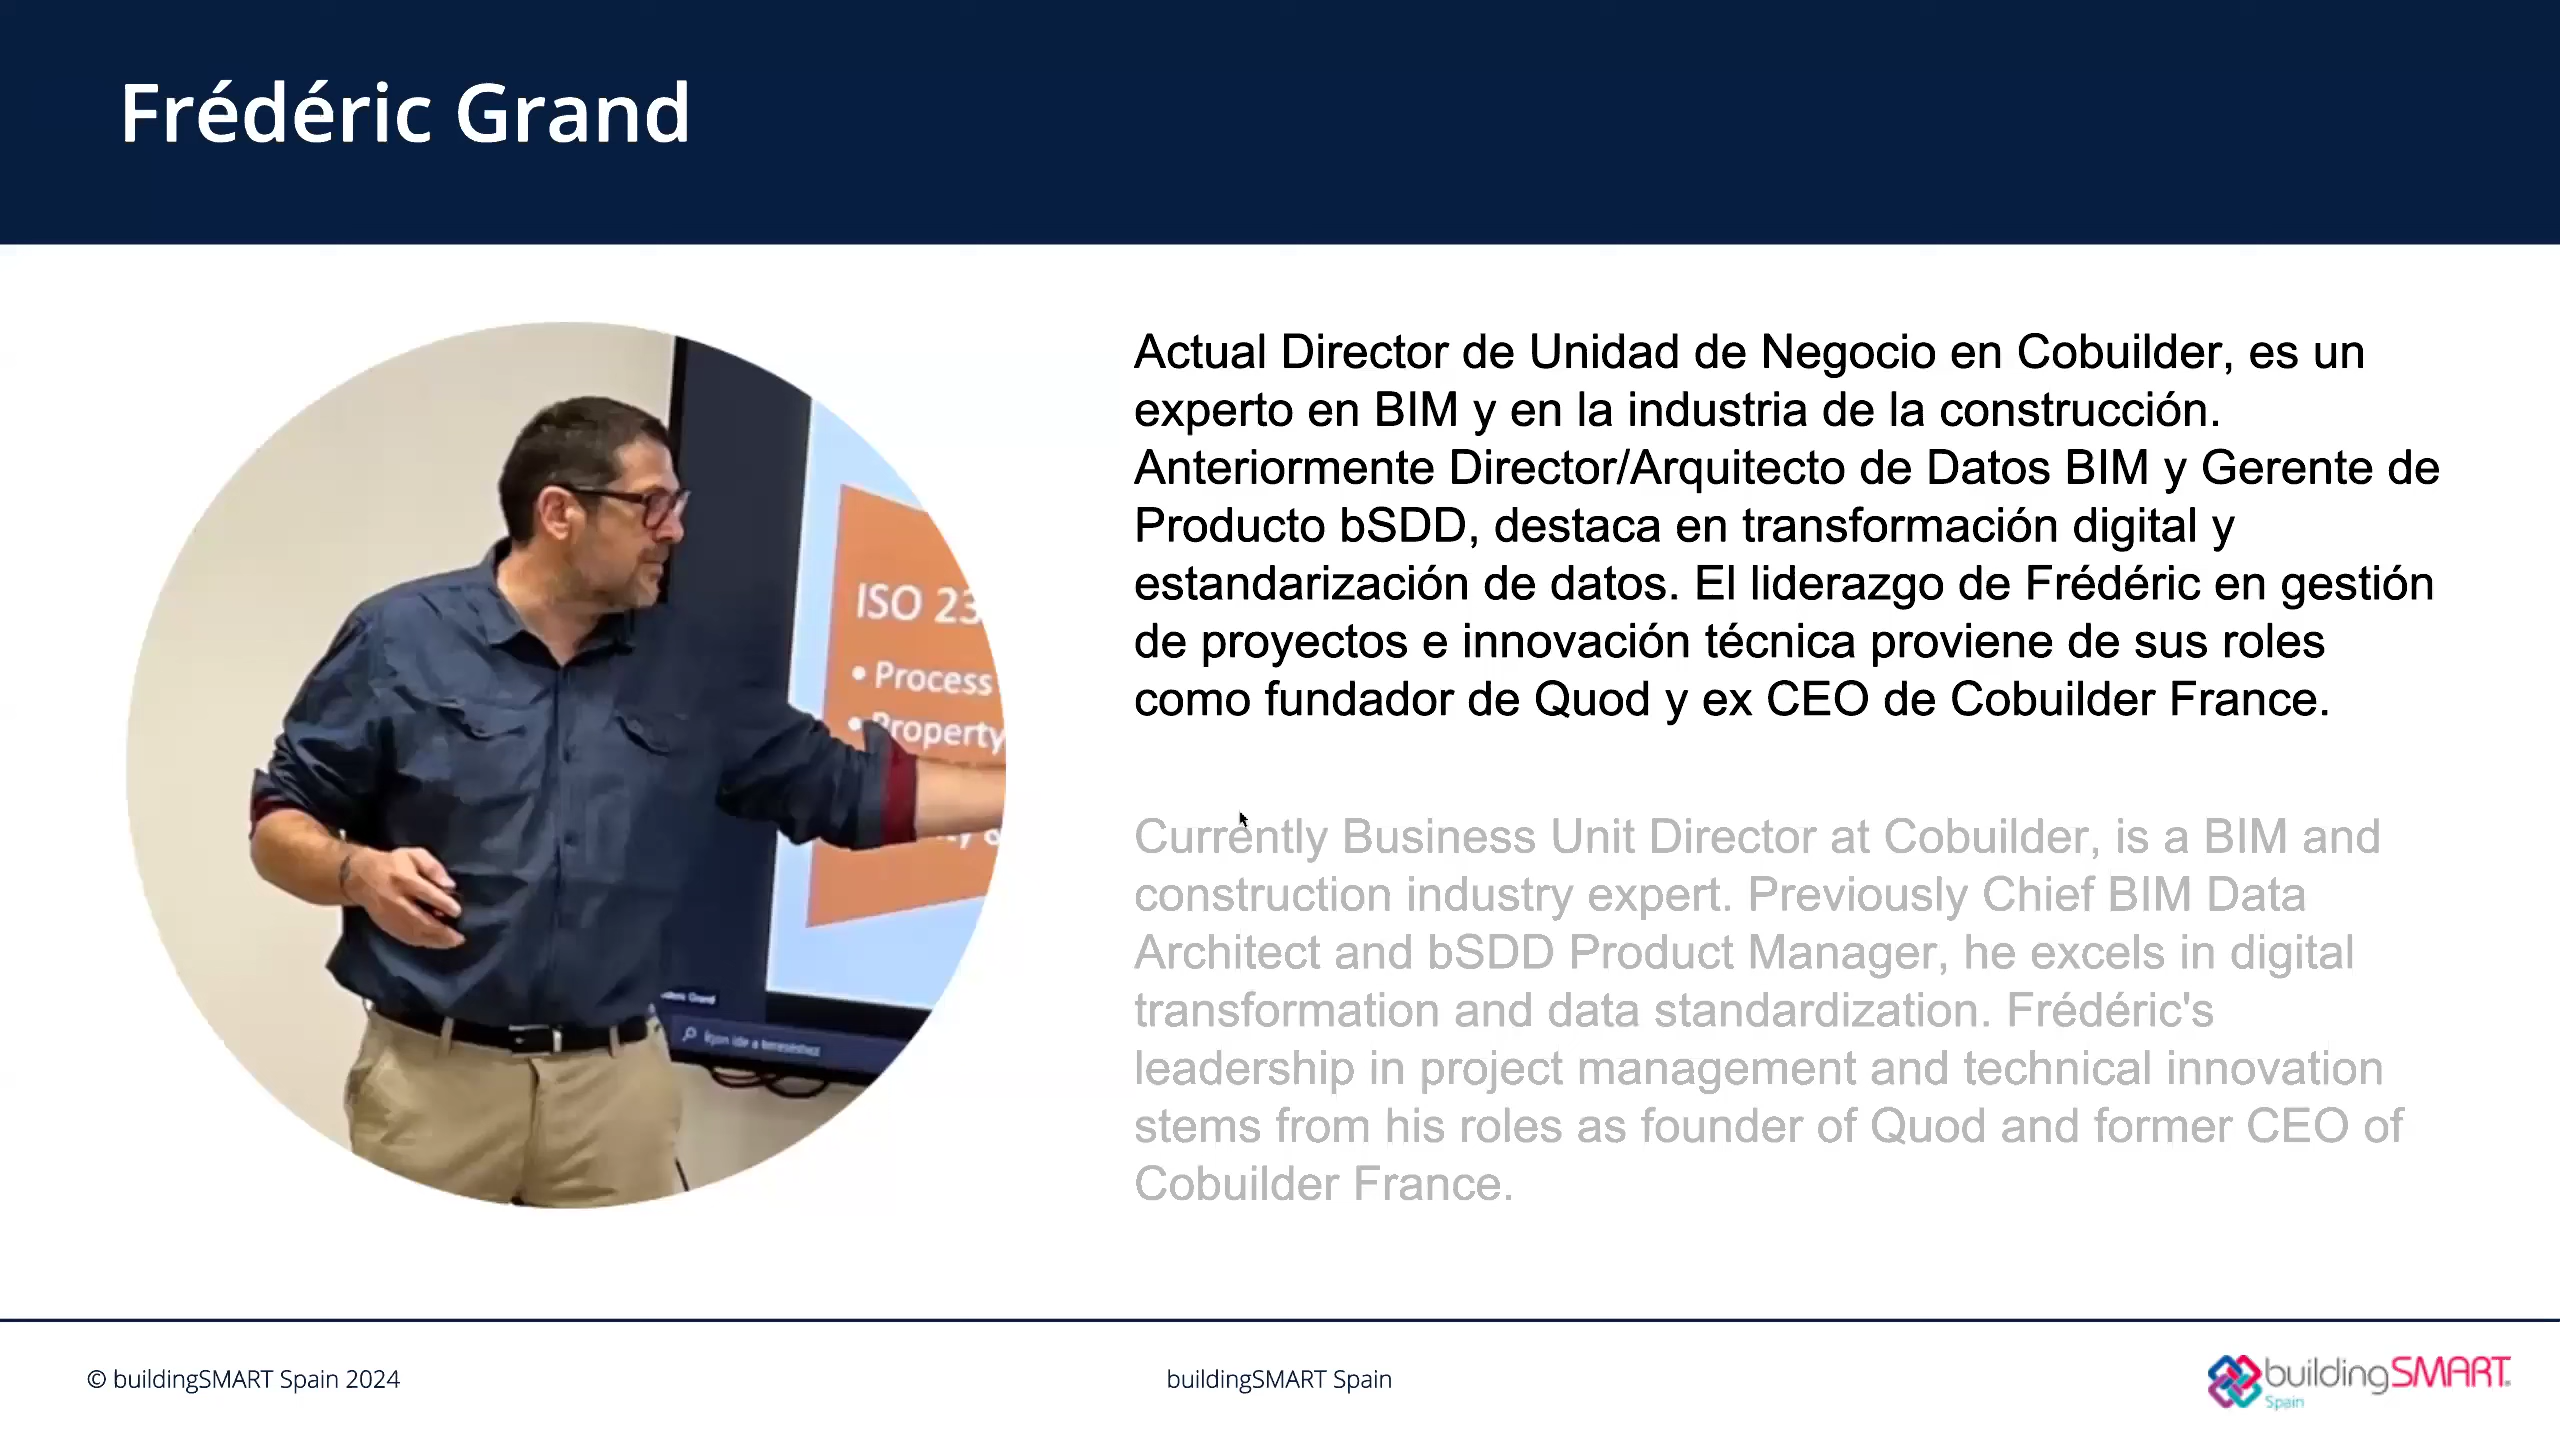 Frédéric Grand
Actual Director de Unidad de Negocio en Cobuilder, es un
experto en BIM y en la industria de la construcción.
Anteriormente Director/Arquitecto de Datos BIM y Gerente de
Producto bSDD, destaca en transformación digital y
estandarización de datos. El liderazgo de Frédéric en gestión
de proyectos e innovación técnica proviene de sus roles
como fundador de Quod y ex CEO de Cobuilder France.
ISO 23
• Process
• Property
Currently Business Unit Director at Cobuilder, is a BIM and
construction industry expert. Previously Chief BIM Data
Architect and bSDD Product Manager, he excels in digital
transformation and data standardization. Frédéric's
leadership in project management and technical innovation
stems from his roles as founder of Quod and former CEO of
Cobuilder France.
© buildingSMART Spain 2024
buildingSMART Spain
buildingSMART
Spain